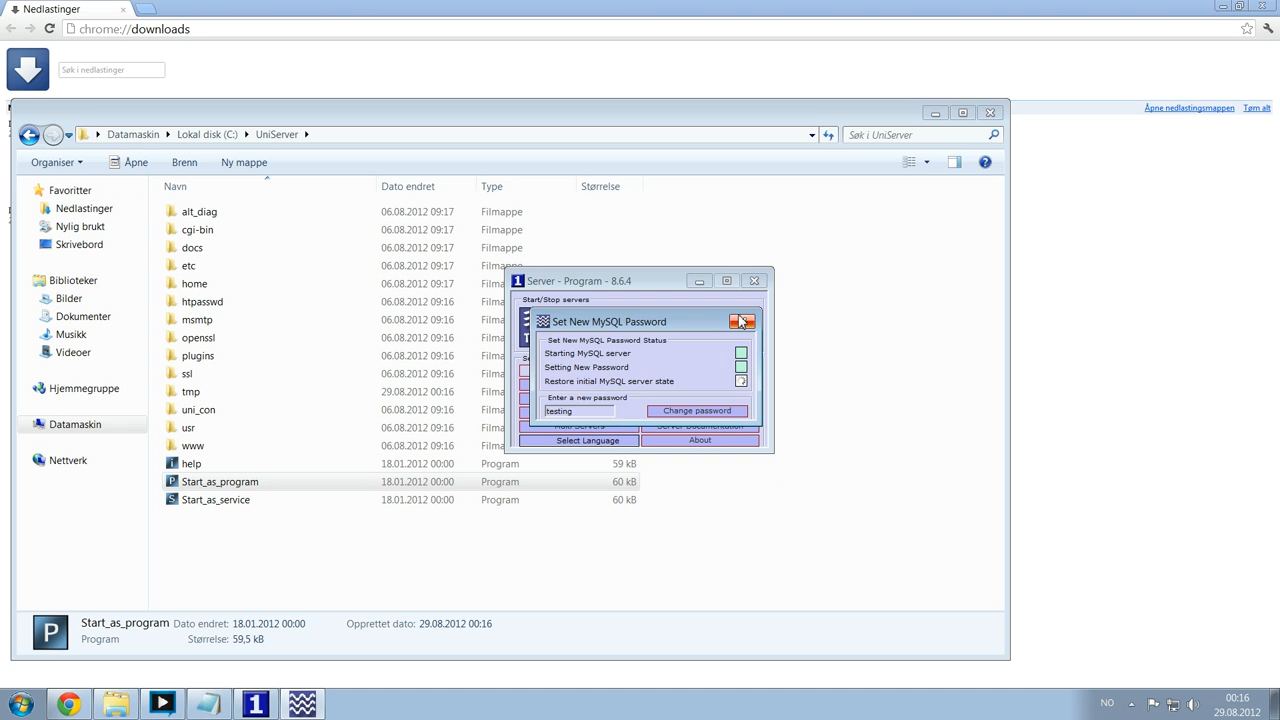 Nedlastinger
chrome://downloads
Søk i nedlastinger
Åpne nedlastingsmappen
Tøm alt
Datamaskin
Lokal disk (C:)
UniServer
Søk i UniServer
Organiser
Åpne
Brenn
Ny mappe
Navn
Dato endret
Type
Størrelse
Favoritter
Nedlastinger
Nylig brukt
Skrivebord
Biblioteker
Bilder
Dokumenter
Musikk
Videoer
Hjemmegruppe
Datamaskin
Nettverk
alt_diag 06.08.2012 09:17 Filmappe
cgi-bin 06.08.2012 09:17 Filmappe
docs 06.08.2012 09:17 Filmappe
etc 06.08.2012 09:17 Filmappe
home 06.08.2012 09:17
htpasswd 06.08.2012 09:16
msmtp 06.08.2012 09:16
openssl 06.08.2012 09:17
plugins 06.08.2012 09:16
ssl 06.08.2012 09:17
tmp 29.08.2012 00:16
uni_con 06.08.2012 09:16
usr 06.08.2012 09:16
www 06.08.2012 09:16
help 18.01.2012 00:00 Program 59 kB
Start_as_program 18.01.2012 00:00 Program 60 kB
Start_as_service 18.01.2012 00:00 Program 60 kB
1 Server - Program - 8.6.4
Start/Stop servers
Set New MySQL Password
Set New MySQL Password Status
Starting MySQL server
Setting New Password
Restore initial MySQL server state
Enter a new password
testing
Change password
Server Documentation
Select Language
About
P
Start_as_program Dato endret: 18.01.2012 00:00 Opprettet dato: 29.08.2012 00:16
Program Størrelse: 59,5 kB
1
NO
00:16
29.08.2012